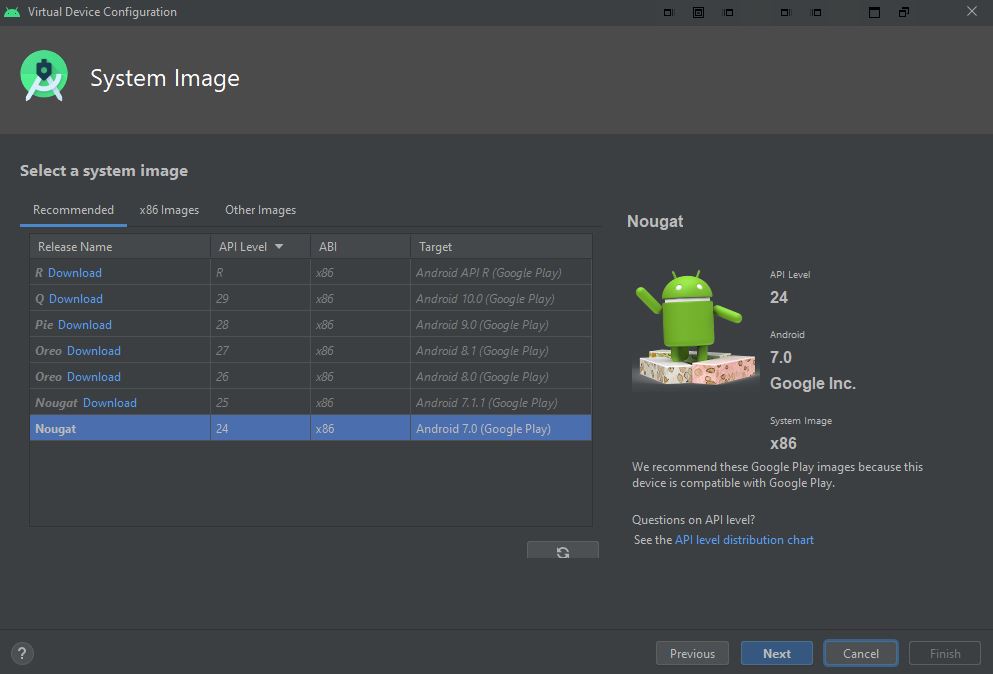 Virtual Device Configuration
System Image
Select a system image
Recommended x86 Images Other Images
Release Name API Level ABI Target
R Download R x86 Android API R (Google Play)
Q Download 29 x86 Android 10.0 (Google Play)
Pie Download 28 x86 Android 9.0 (Google Play)
Oreo Download 27 x86 Android 8.1 (Google Play)
Oreo Download 26 x86 Android 8.0 (Google Play)
Nougat Download 25 x86 Android 7.1.1 (Google Play)
Nougat 24 x86 Android 7.0 (Google Play)
Nougat
API Level
24
Android
7.0
Google Inc.
System Image
x86
We recommend these Google Play images because this
device is compatible with Google Play.
Questions on API level?
See the API level distribution chart
? Previous Next Cancel Finish